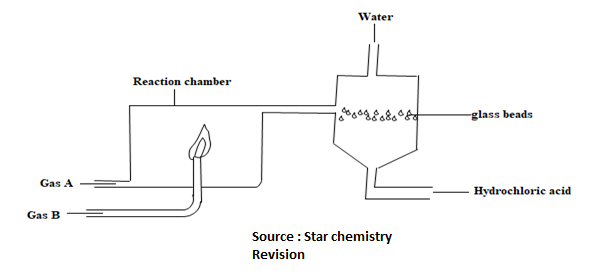 Water
Reaction chamber
glass beads
Gas A
Hydrochloric acid
Gas B
Source : Star chemistry
Revision